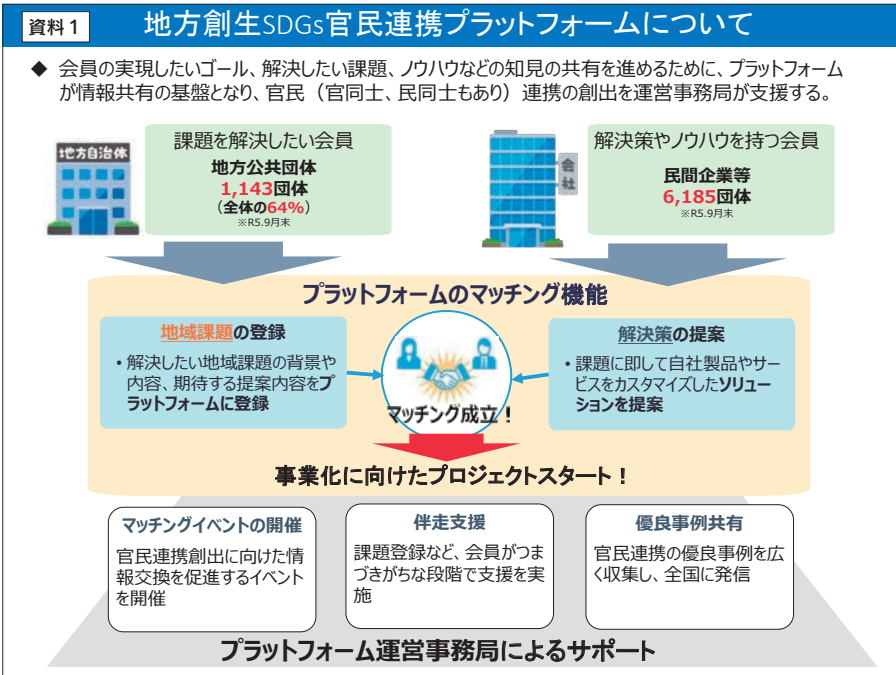 資料1
地方創生SDGs官民連携プラットフォームについて
◆ 会員の実現したいゴール、解決したい課題、ノウハウなどの知見の共有を進めるために、プラットフォーム
が情報共有の基盤となり、官民（官同士、民同士もあり）連携の創出を運営事務局が支援する。
地方自治体
課題を解決したい会員
地方公共団体
1,143団体
（全体の64%）
※R5.9月末
会社
解決策やノウハウを持つ会員
民間企業等
6,185団体
※R5.9月末
プラットフォームのマッチング機能
地域課題の登録
・解決したい地域課題の背景や
内容、期待する提案内容をプ
ラットフォームに登録
マッチング成立！
解決策の提案
・課題に即して自社製品やサー
ビスをカスタマイズしたソリュー
ションを提案
事業化に向けたプロジェクトスタート！
マッチングイベントの開催
官民連携創出に向けた情
報交換を促進するイベント
を開催
伴走支援
課題登録など、会員がつま
づきがちな段階で支援を実
施
優良事例共有
官民連携の優良事例を広
く収集し、全国に発信
プラットフォーム運営事務局によるサポート